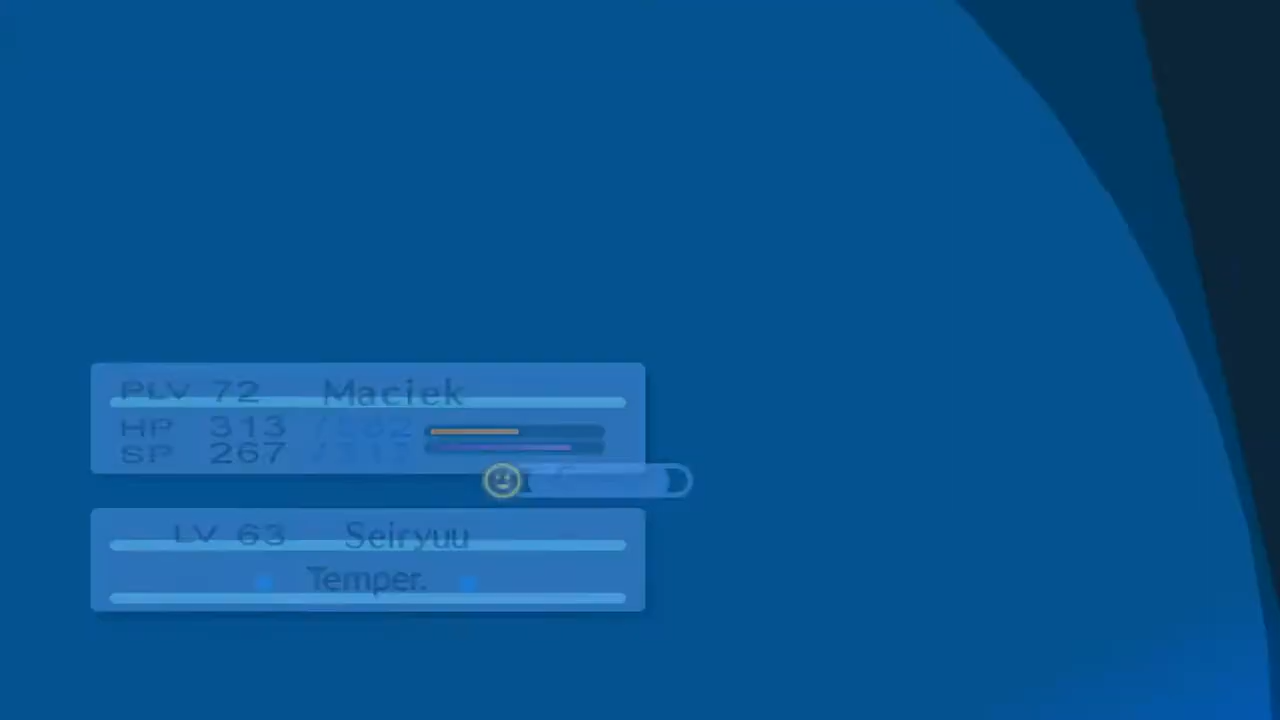 PLV 72 Maciek
HP 313
SP 267
LV 63 Seiryuu
Temper.